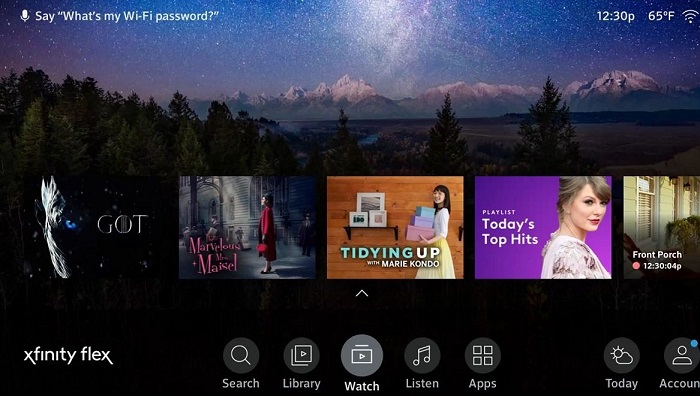 Say “What’s my Wi-Fi password?”
12:30p 65°F
GOT
The
Marvelous
Mrs.
Maisel
TIDYING UP
WITH MARIE KONDO
PLAYLIST
Today’s
Top Hits
Front Porch
12:30:04p
xfinity flex
Search
Library
Watch
Listen
Apps
Today
Accoun